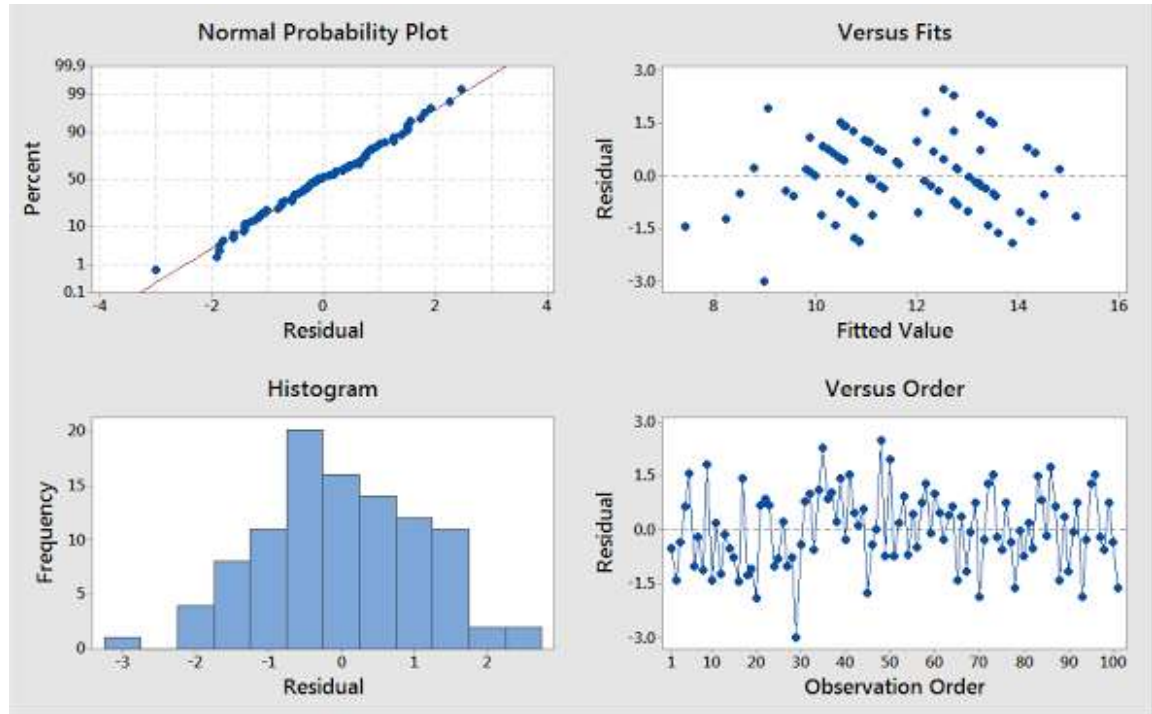 Normal Probability Plot
99.9
99
90
50
10
1
0.1
Percent
-4 -2 0 2 4
Residual
Versus Fits
3.0
1.5
0.0
-1.5
-3.0
Residual
8 10 12 14 16
Fitted Value
Histogram
20
15
10
5
0
Frequency
-3 -2 -1 0 1 2
Residual
Versus Order
3.0
1.5
0.0
-1.5
-3.0
Residual
1 10 20 30 40 50 60 70 80 90 100
Observation Order